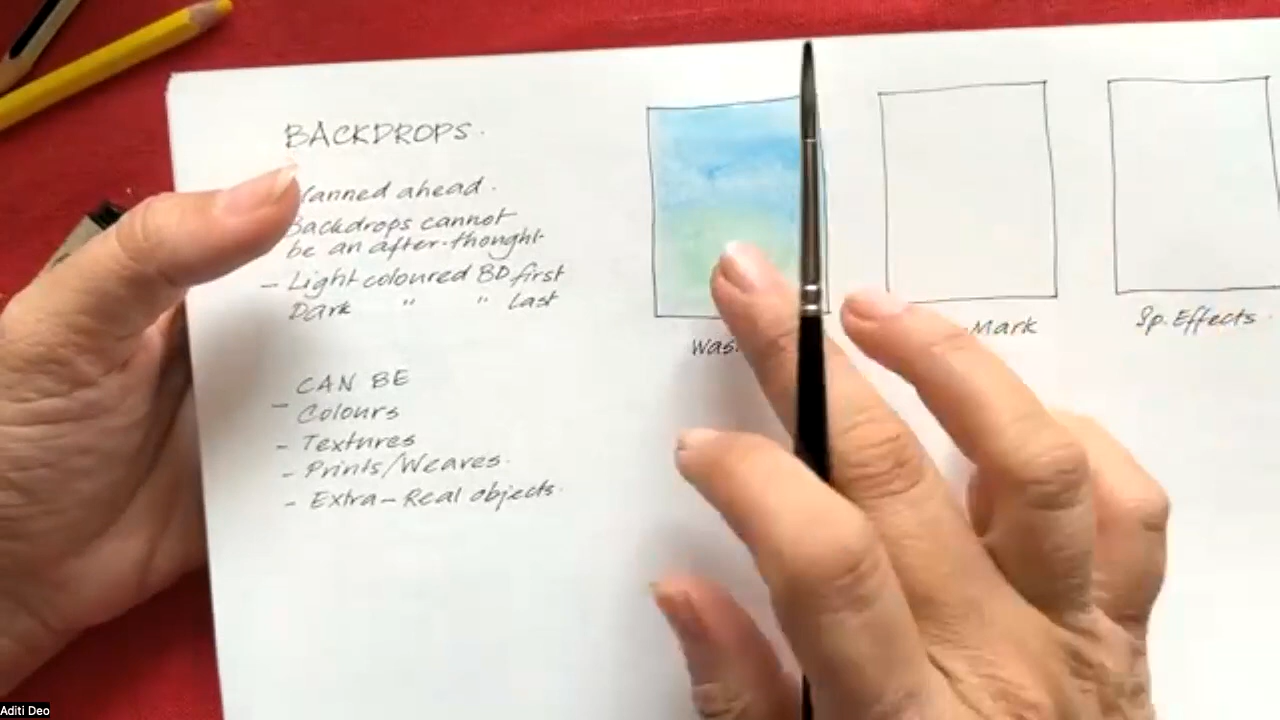 BACKDROPS.
lanned ahead.
Backdrops cannot
be an after-thought
- Light coloured BD first
Dark " " Last
CAN BE
- Colours
- Textures
- Prints/Weaves.
- Extra-Real objects.
Was
-Mark
Sp. Effects
Aditi Deo